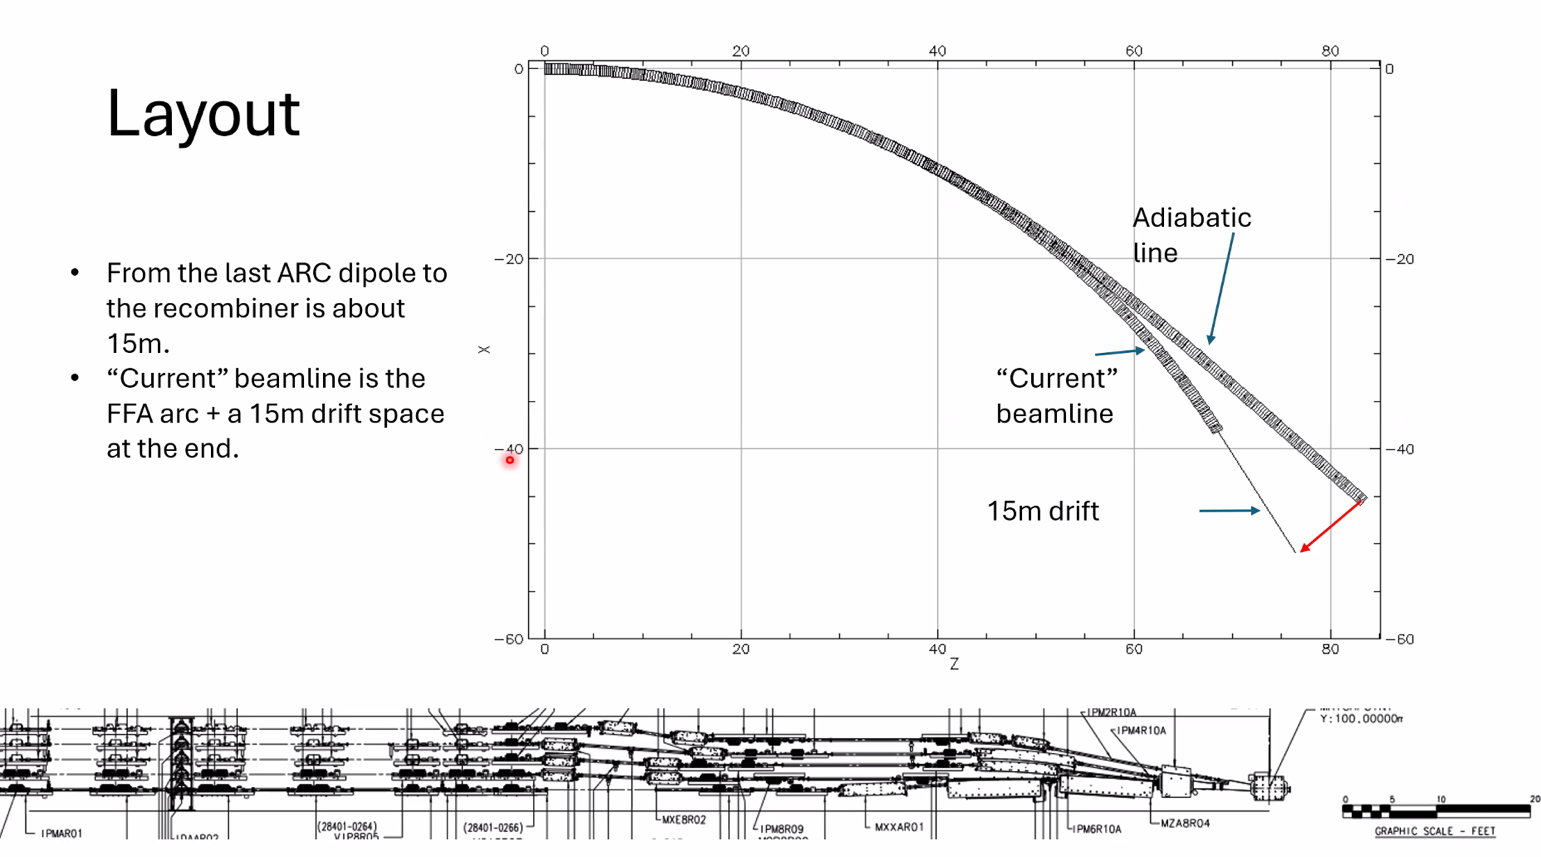 Layout
• From the last ARC dipole to
the recombiner is about
15m.
• “Current” beamline is the
FFA arc + a 15m drift space
at the end.
0 20 40 60 80
0 0
−20 −20
−40 −40
−60 −60
0 20 40 60 80
X
Z
Adiabatic
line
“Current”
beamline
15m drift
IPM2R10A
IPM4R10A
Y:100.00000m
IPMAR01
(28401-0264)
(28401-0266)
MXE8R02
IPM8R09
MXXAR01
IPM6R10A
MZA8R04
0 5 10 20
GRAPHIC SCALE - FEET